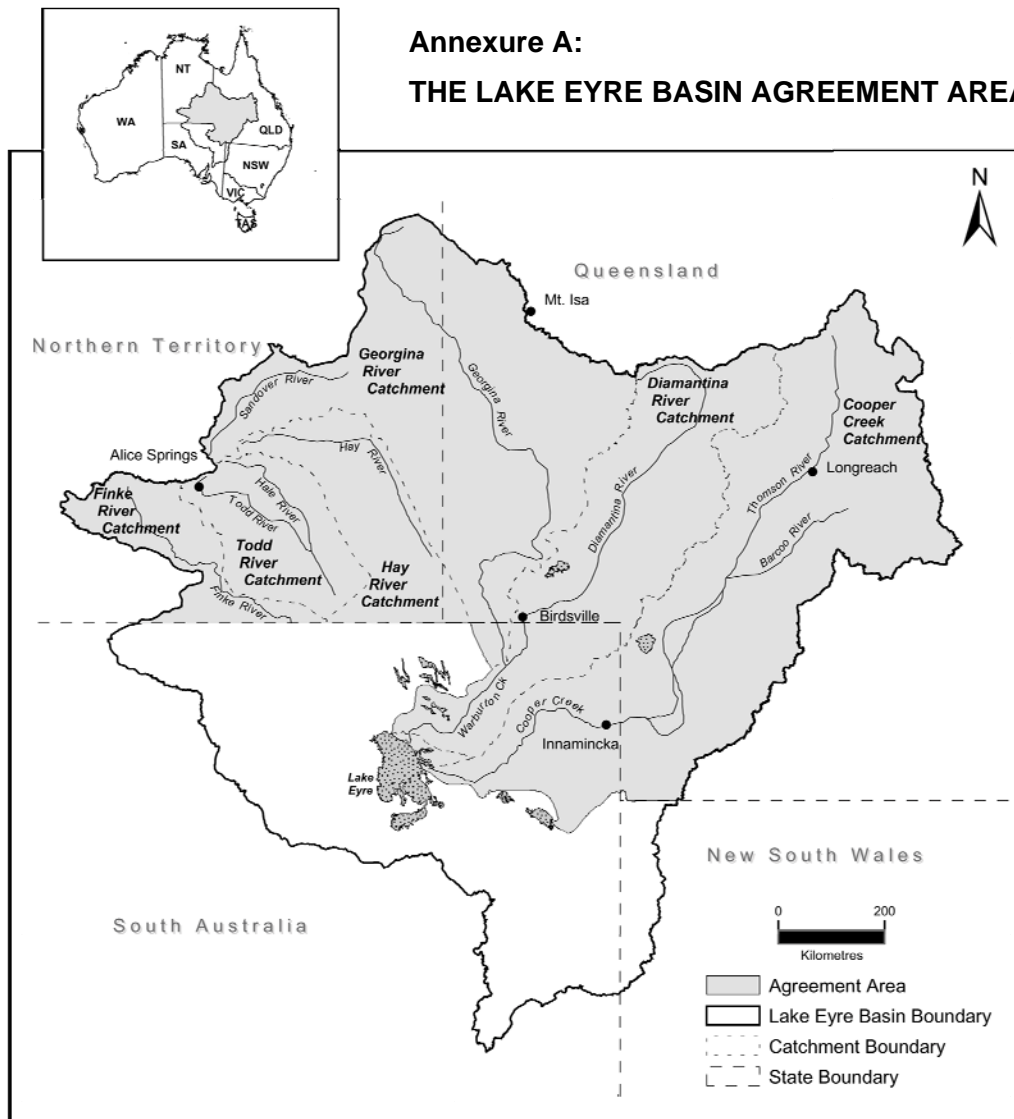 Annexure A:
THE LAKE EYRE BASIN AGREEMENT AREA
NT
WA
QLD
SA
NSW
VIC
TAS
N
Queensland
Mt. Isa
Northern Territory
Georgina
River
Catchment
Sandover River
Georgina River
Diamantina
River
Catchment
Cooper
Creek
Catchment
Hay River
Alice Springs
Longreach
Thomson River
Finke
River
Catchment
Hale River
Todd River
Diamantina River
Barcoo River
Todd
River
Catchment
Hay
River
Catchment
Finke River
Birdsville
Warburton Ck
Cooper Creek
Innamincka
Lake
Eyre
New South Wales
South Australia
0 200
Kilometres
Agreement Area
Lake Eyre Basin Boundary
Catchment Boundary
State Boundary